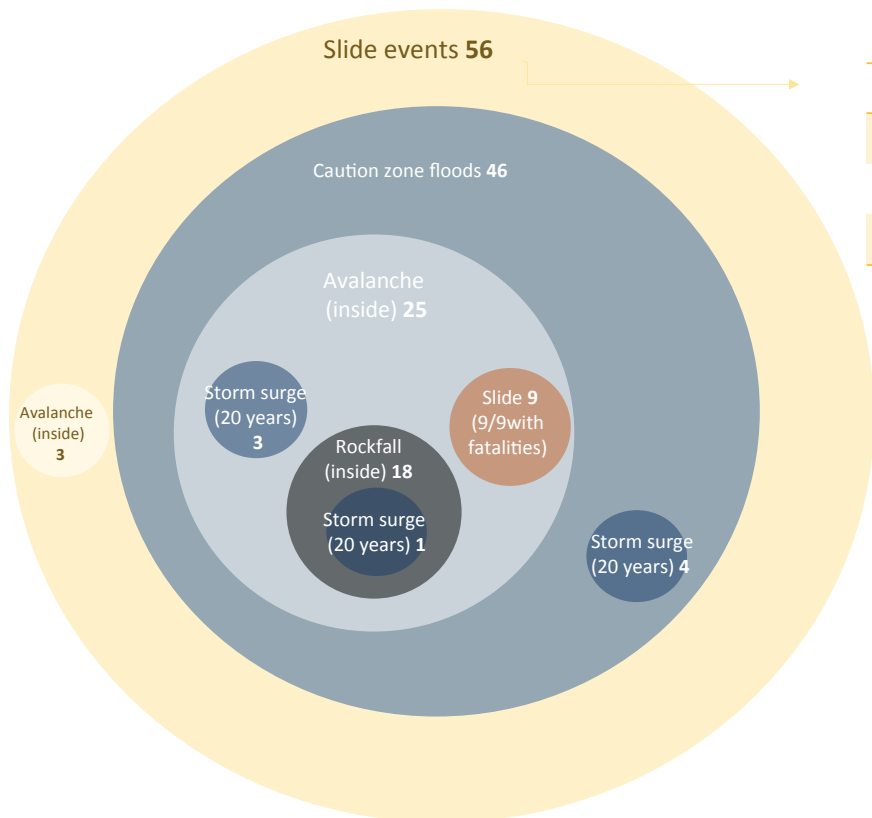 Slide events 56
Caution zone floods 46
Avalanche
(inside) 25
Storm surge
(20 years)
3
Slide 9
(9/9with
fatalities)
Avalanche
(inside)
3
Rockfall
(inside) 18
Storm surge
(20 years) 1
Storm surge
(20 years) 4